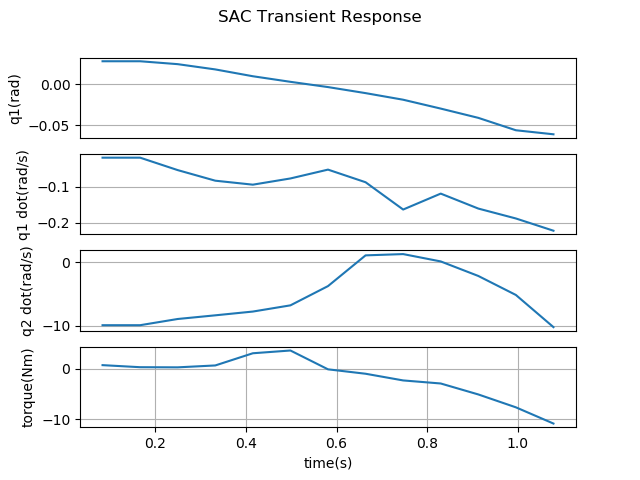 SAC Transient Response
q1(rad)
0.00
−0.05
q1 dot(rad/s)
−0.1
−0.2
q2 dot(rad/s)
0
−10
torque(Nm)
0
−10
0.2 0.4 0.6 0.8 1.0
time(s)